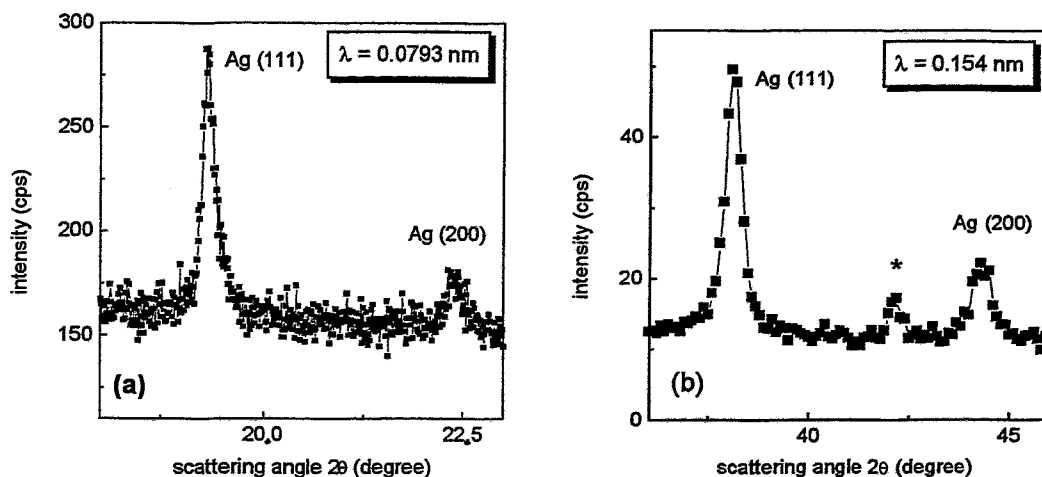 300
250
200
150
intensity (cps)
Ag (111)
λ = 0.0793 nm
Ag (200)
(a)
20,0
22,5
scattering angle 2θ (degree)
40
20
0
intensity (cps)
Ag (111)
λ = 0.154 nm
Ag (200)
*
(b)
40
45
scattering angle 2θ (degree)